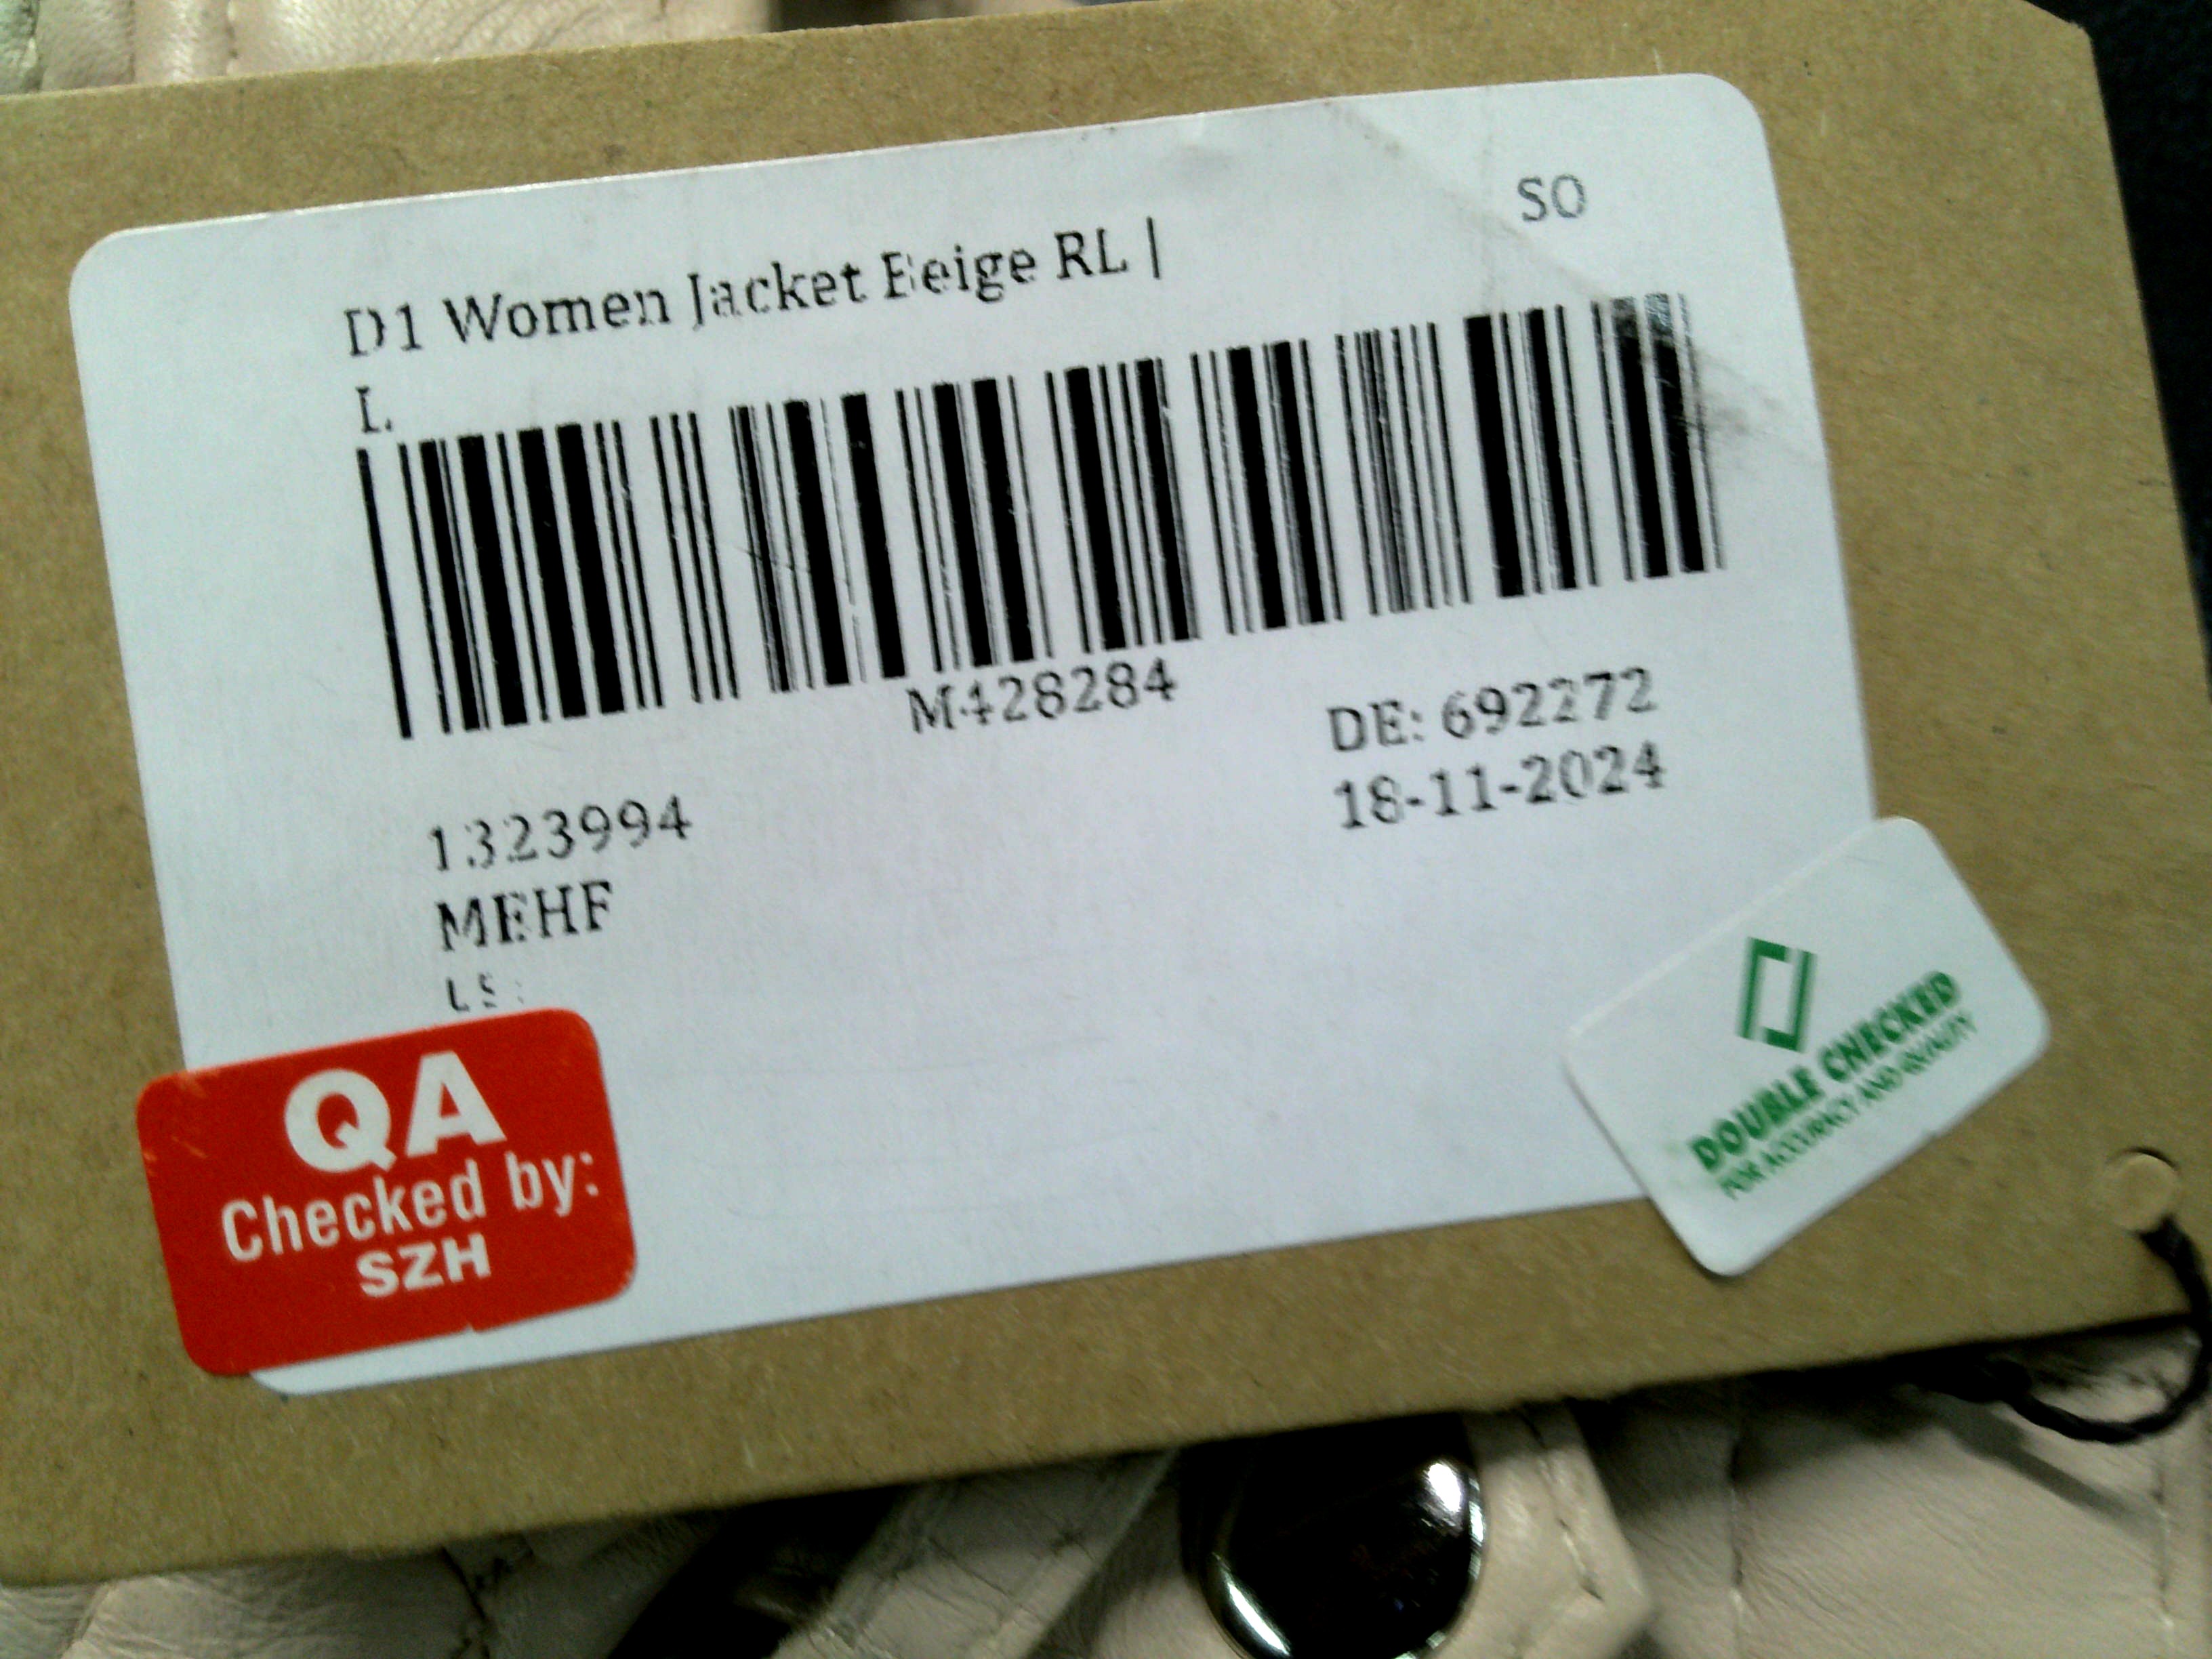 SO
D1 Women Jacket Beige RL |
L
M428284
DE: 692272
18-11-2024
1323994
MEHF
QA
Checked by:
SZH
DOUBLE CHECKED
FOR ACCURACY AND QUALITY